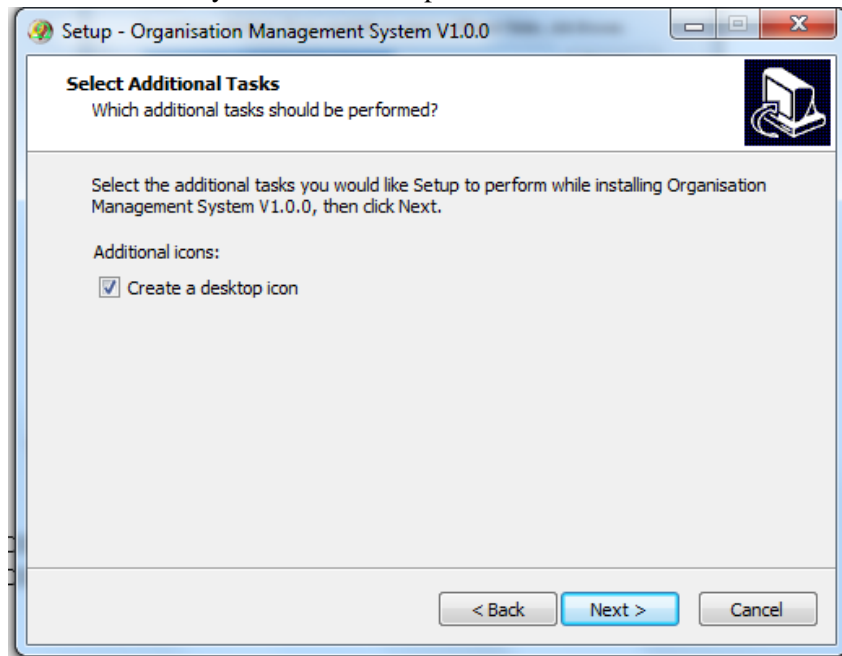 Setup - Organisation Management System V1.0.0
Select Additional Tasks
Which additional tasks should be performed?
Select the additional tasks you would like Setup to perform while installing Organisation
Management System V1.0.0, then click Next.
Additional icons:
Create a desktop icon
< Back
Next >
Cancel